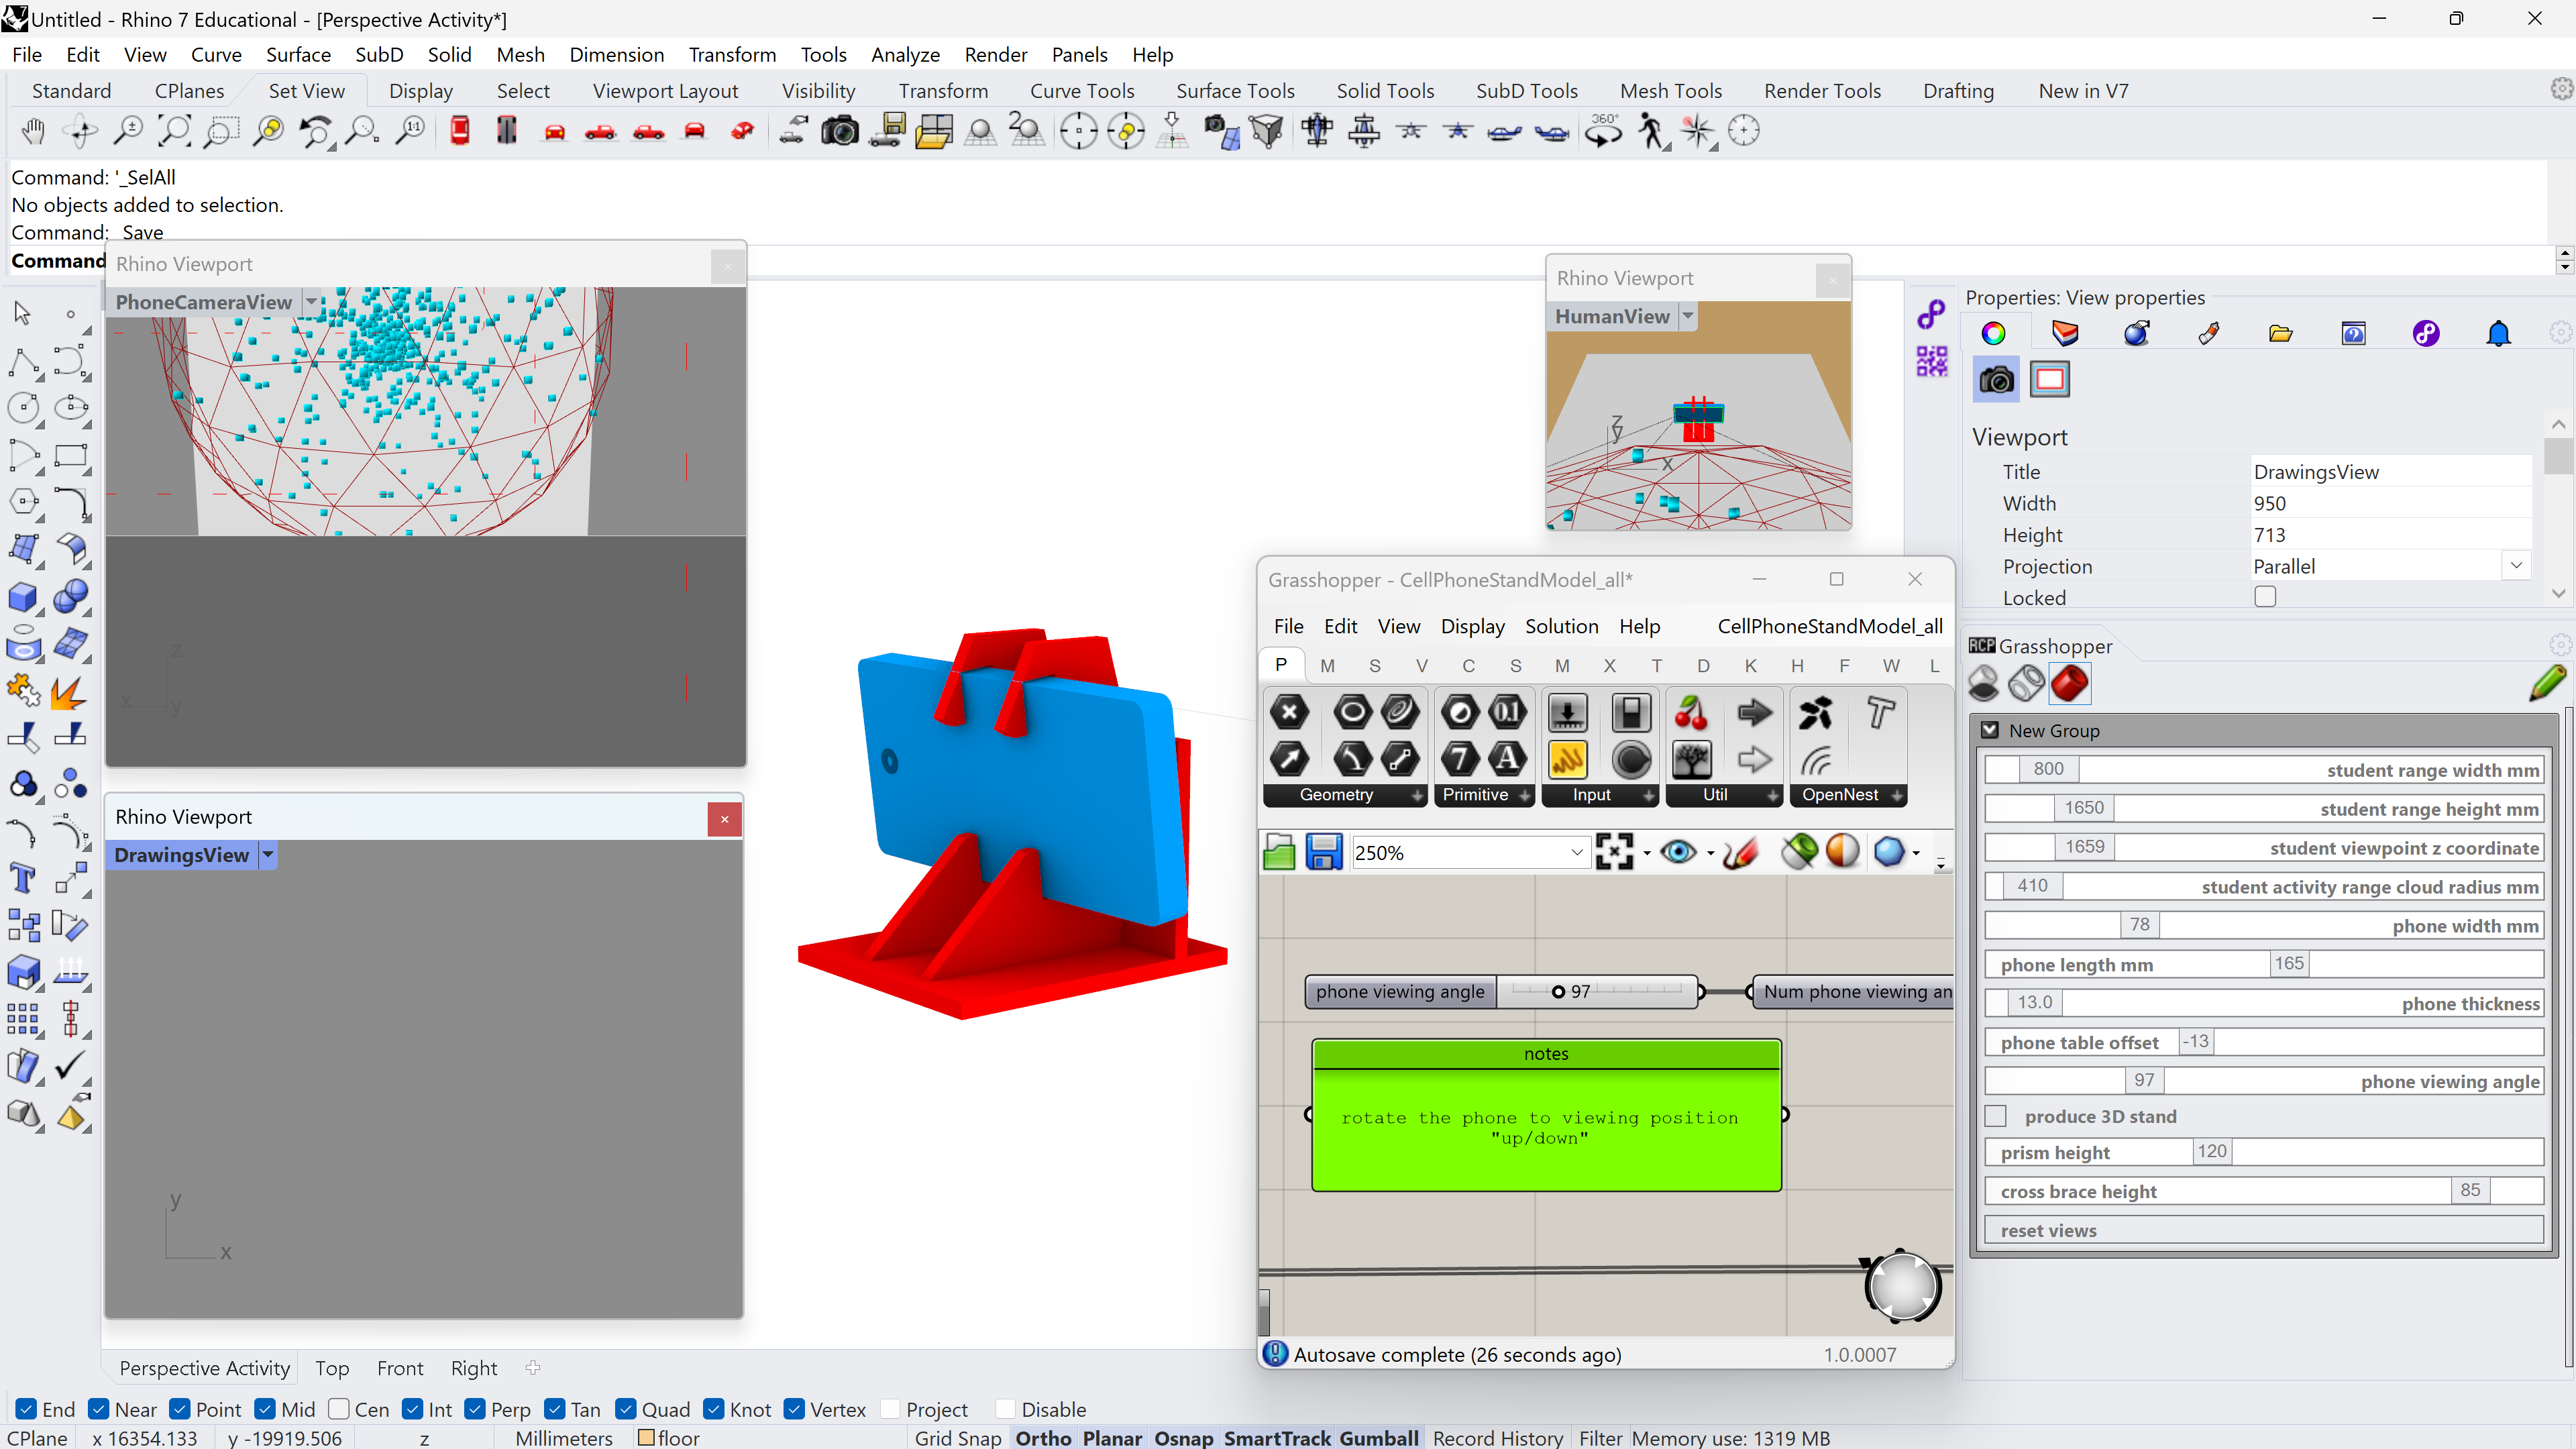 Untitled - Rhino 7 Educational - [Perspective Activity*]
File Edit View Curve Surface SubD Solid Mesh Dimension Transform Tools Analyze Render Panels Help
Standard CPlanes Set View Display Select Viewport Layout Visibility Transform Curve Tools Surface Tools Solid Tools SubD Tools Mesh Tools Render Tools Drafting New in V7
1:1 2 360°
Command: '_SelAll
No objects added to selection.
Command: _Save
Command
Rhino Viewport
PhoneCameraView
z
x y
Rhino Viewport
HumanView
z
y
x
Rhino Viewport
DrawingsView
y
x
Properties: View properties
Viewport
Title DrawingsView
Width 950
Height 713
Projection Parallel
Locked
Grasshopper - CellPhoneStandModel_all*
File Edit View Display Solution Help CellPhoneStandModel_all
P M S V C S M X T D K H F W L
Geometry Primitive Input Util OpenNest
250%
phone viewing angle 97 Num phone viewing an
notes
rotate the phone to viewing position
"up/down"
Autosave complete (26 seconds ago) 1.0.0007
RCP Grasshopper
New Group
800 student range width mm
1650 student range height mm
1659 student viewpoint z coordinate
410 student activity range cloud radius mm
78 phone width mm
phone length mm 165
13.0 phone thickness
phone table offset -13
97 phone viewing angle
produce 3D stand
prism height 120
cross brace height 85
reset views
Perspective Activity Top Front Right
End Near Point Mid Cen Int Perp Tan Quad Knot Vertex Project Disable
CPlane x 16354.133 y -19919.506 z Millimeters floor Grid Snap Ortho Planar Osnap SmartTrack Gumball Record History Filter Memory use: 1319 MB